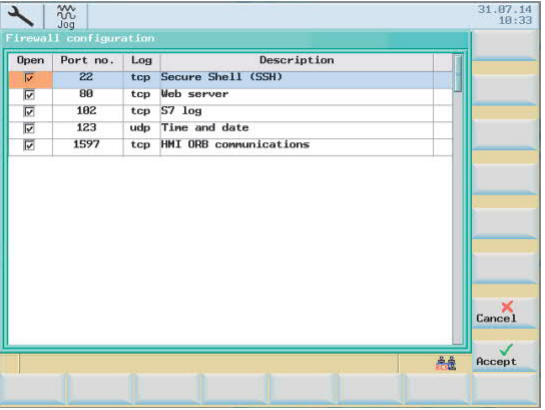 Jog
31.07.14
10:33
Firewall configuration
Open Port no. Log Description
22 tcp Secure Shell (SSH)
80 tcp Web server
102 tcp S7 log
123 udp Time and date
1597 tcp HMI ORB communications
Cancel
Accept